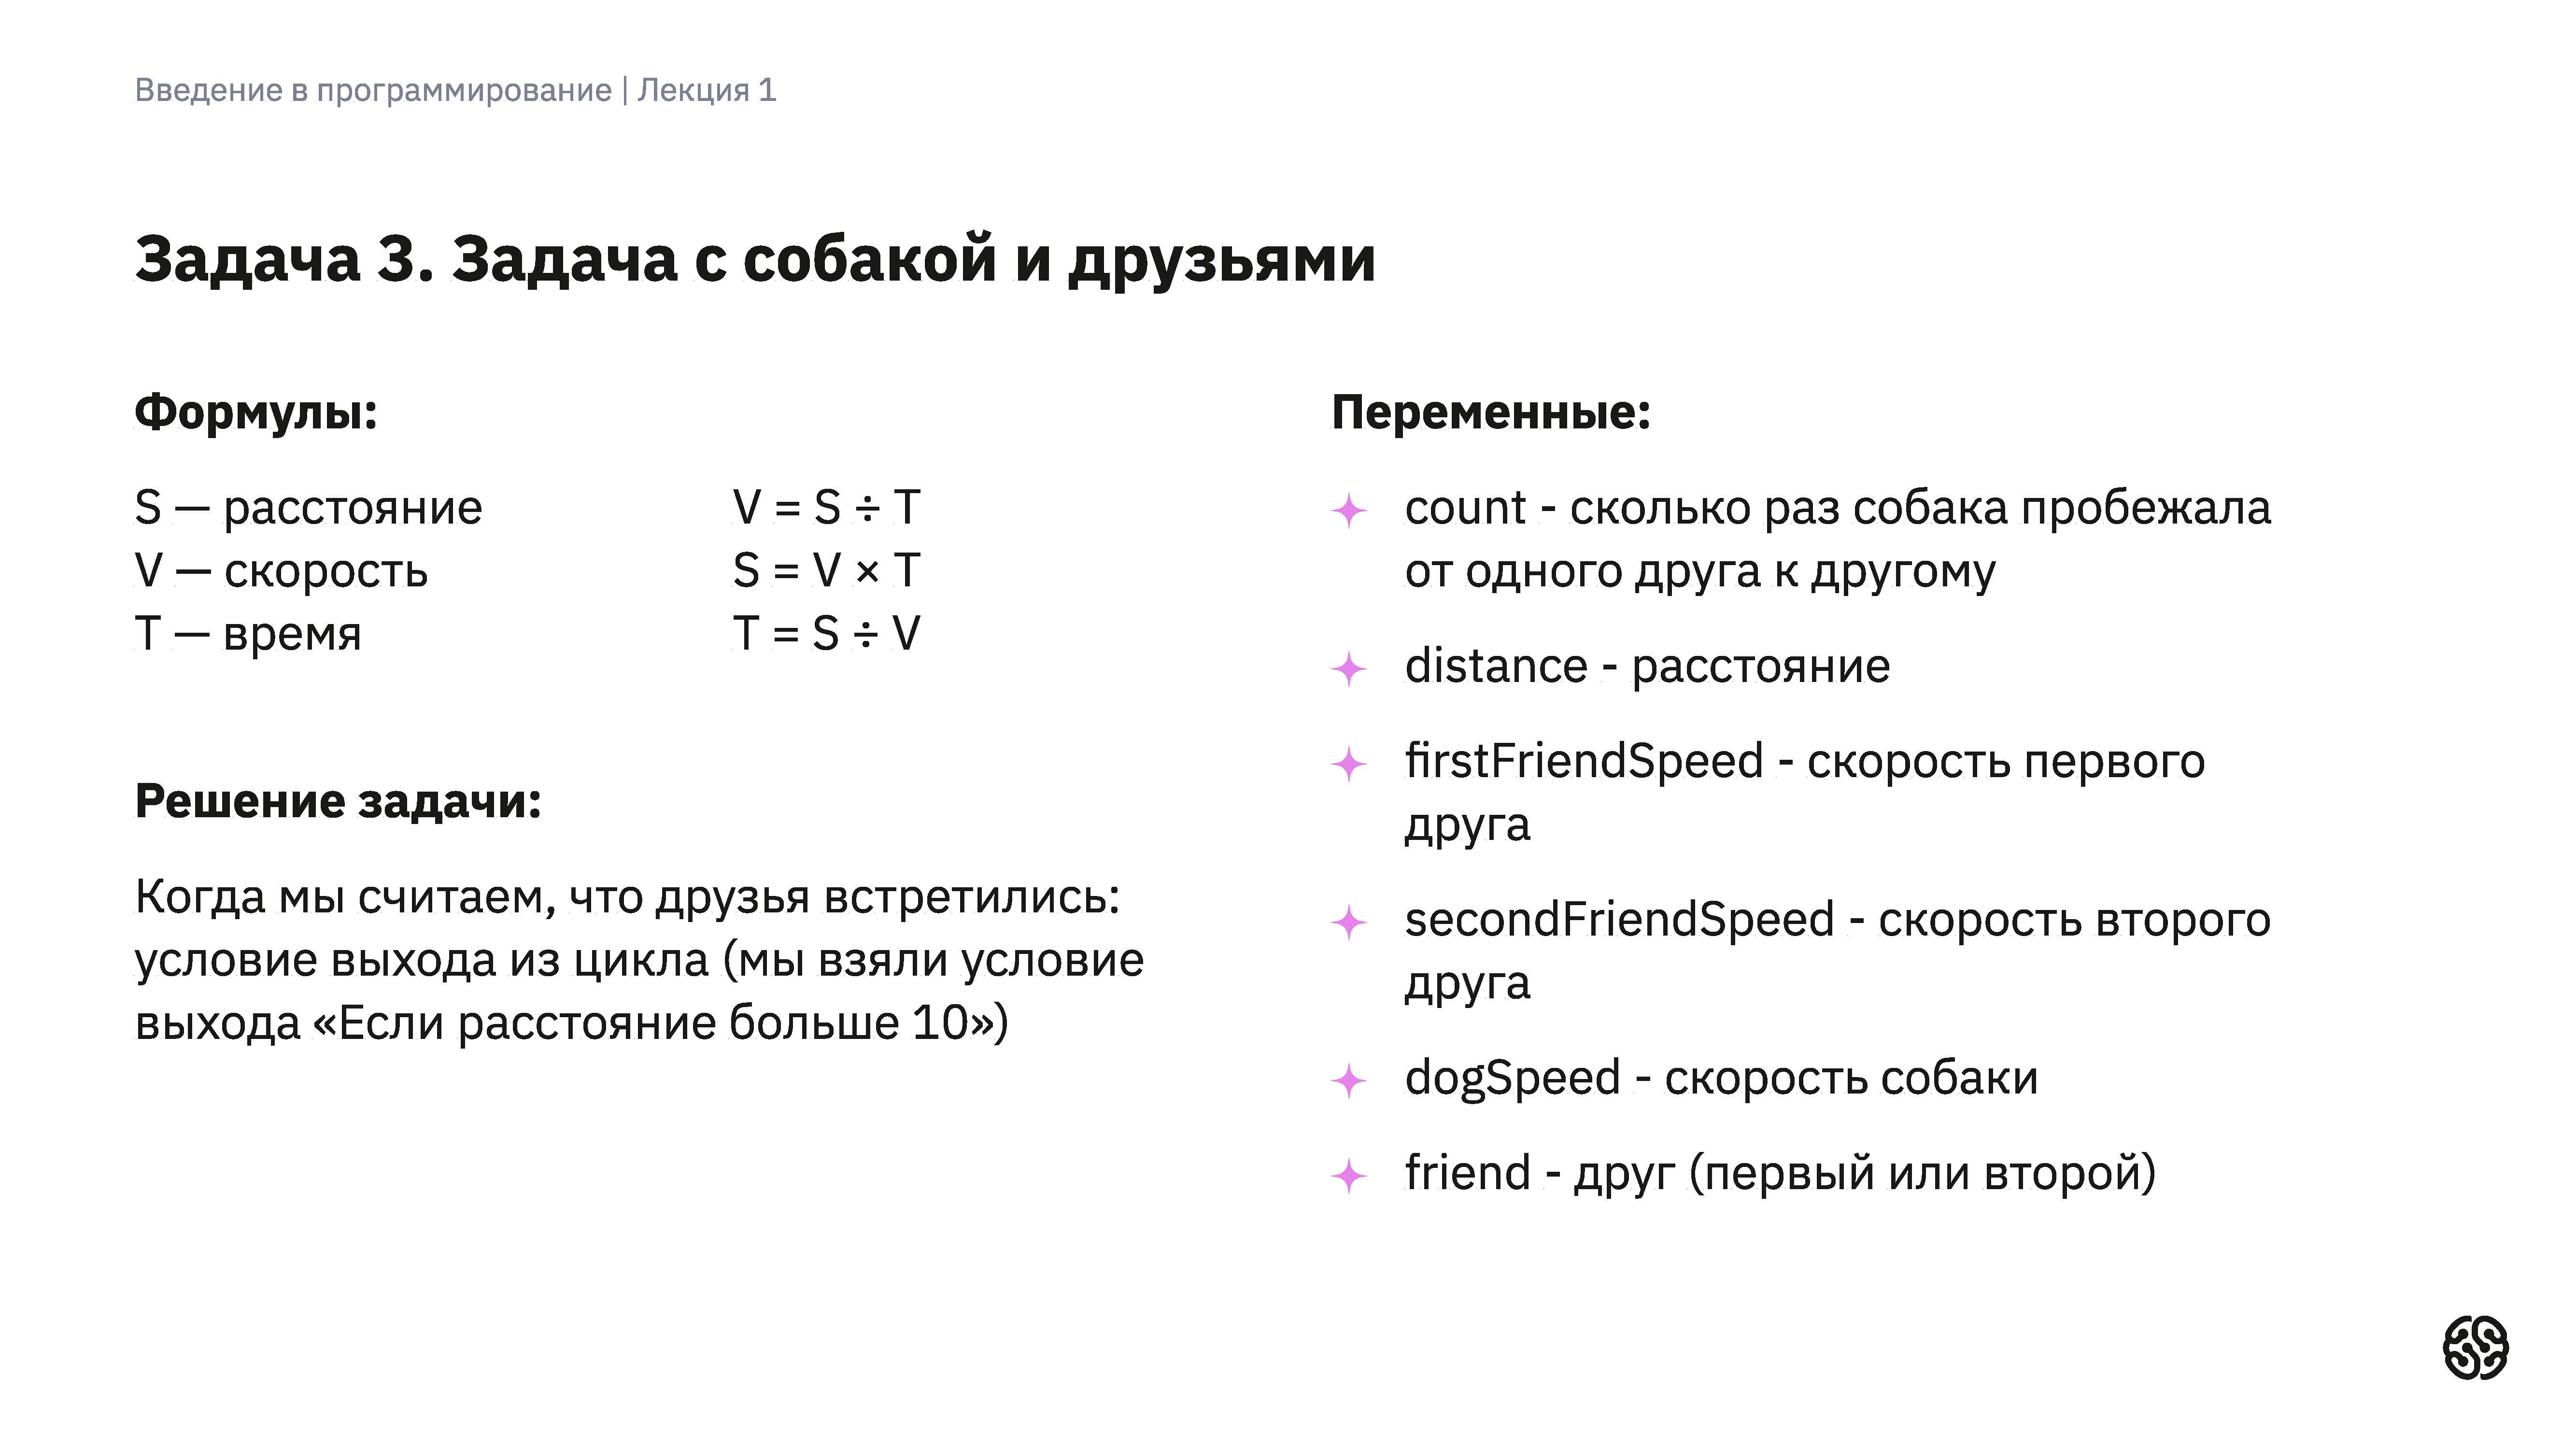 Введение в программирование | Лекция 1
Задача 3. Задача с собакой и друзьями
Формулы:
S — расстояние
V — скорость
T — время
V = S ÷ T
S = V × T
T = S ÷ V
Решение задачи:
Когда мы считаем, что друзья встретились:
условие выхода из цикла (мы взяли условие
выхода «Если расстояние больше 10»)
Переменные:
count - сколько раз собака пробежала
от одного друга к другому
distance - расстояние
firstFriendSpeed - скорость первого
друга
secondFriendSpeed - скорость второго
друга
dogSpeed - скорость собаки
friend - друг (первый или второй)